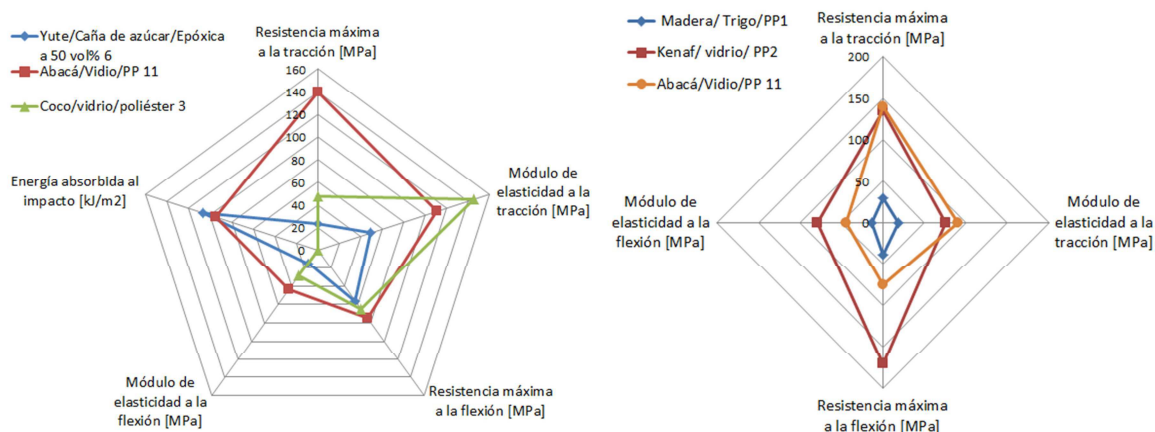 Yute/Caña de azúcar/Epóxica
a 50 vol% 6
Abacá/Vidio/PP 11
Coco/vidrio/poliéster 3
Resistencia máxima
a la tracción [MPa]
160
140
120
100
80
60
40
20
0
Energía absorbida al
impacto [kJ/m2]
Módulo de
elasticidad a la
tracción [MPa]
Módulo de
elasticidad a la
flexión [MPa]
Resistencia máxima
a la flexión [MPa]
Madera/ Trigo/PP1
Kenaf/ vidrio/ PP2
Abacá/Vidio/PP 11
Resistencia máxima
a la tracción [MPa]
200
150
100
50
0
Módulo de
elasticidad a la
flexión [MPa]
Módulo de
elasticidad a la
tracción [MPa]
Resistencia máxima
a la flexión [MPa]